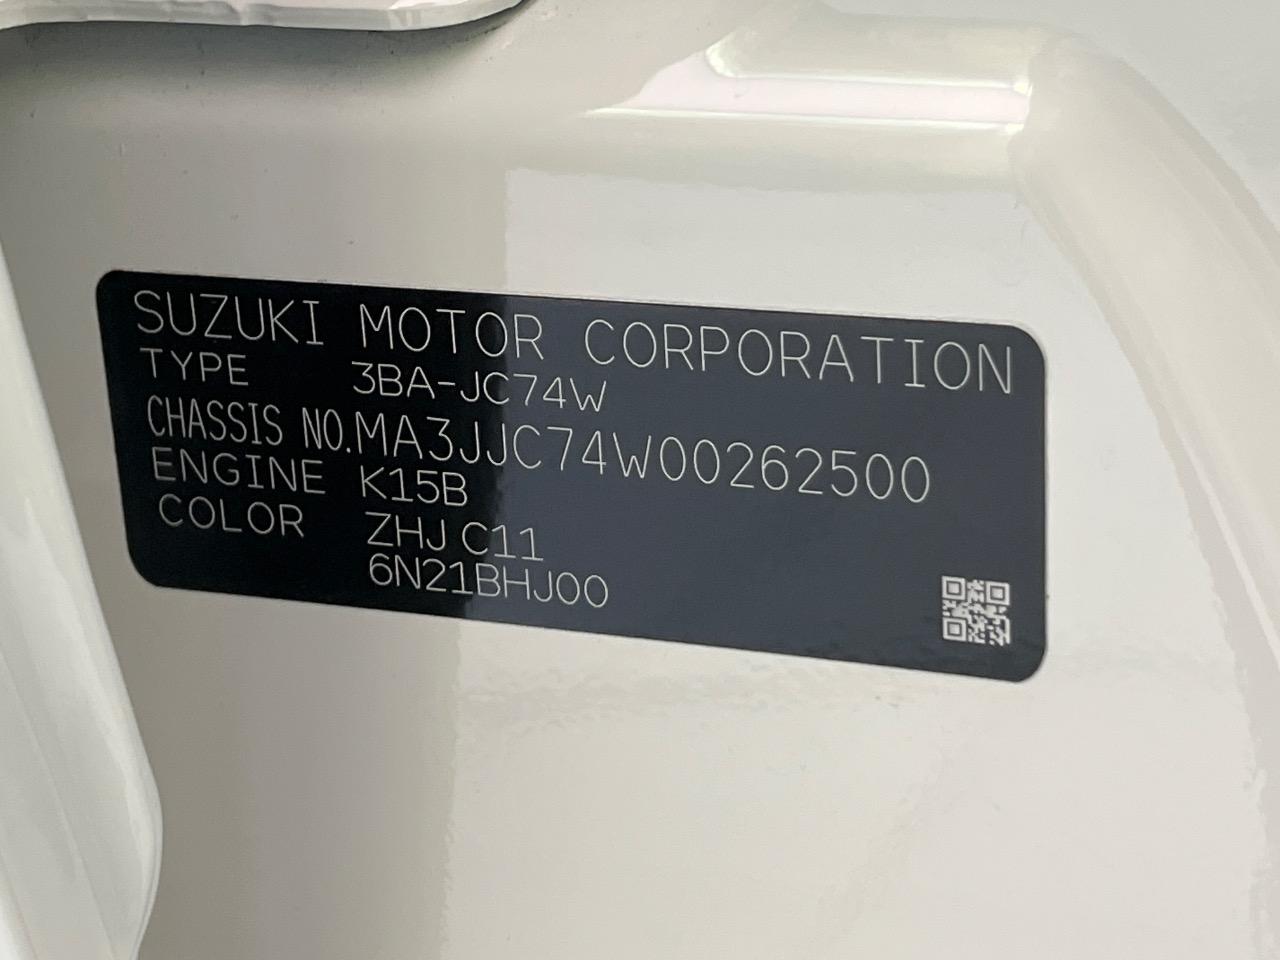 SUZUKI MOTOR CORPORATION
TYPE 3BA-JC74W
CHASSIS NO.MA3JJC74W00262500
ENGINE K15B
COLOR ZHJ C11
6N21BHJ00